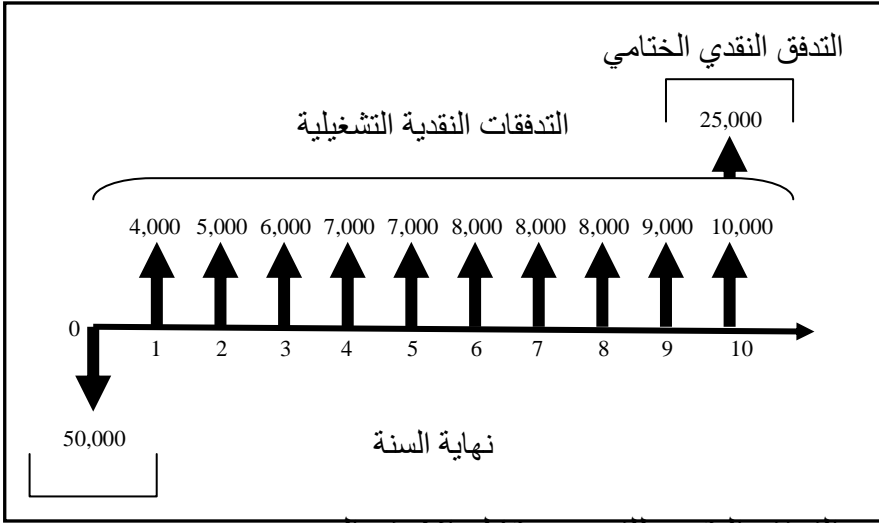 التدفق النقدي الختامي
25,000
التدفقات النقدية التشغيلية
4,000 5,000 6,000 7,000 7,000 8,000 8,000 8,000 9,000 10,000
0
1 2 3 4 5 6 7 8 9 10
50,000
نهاية السنة